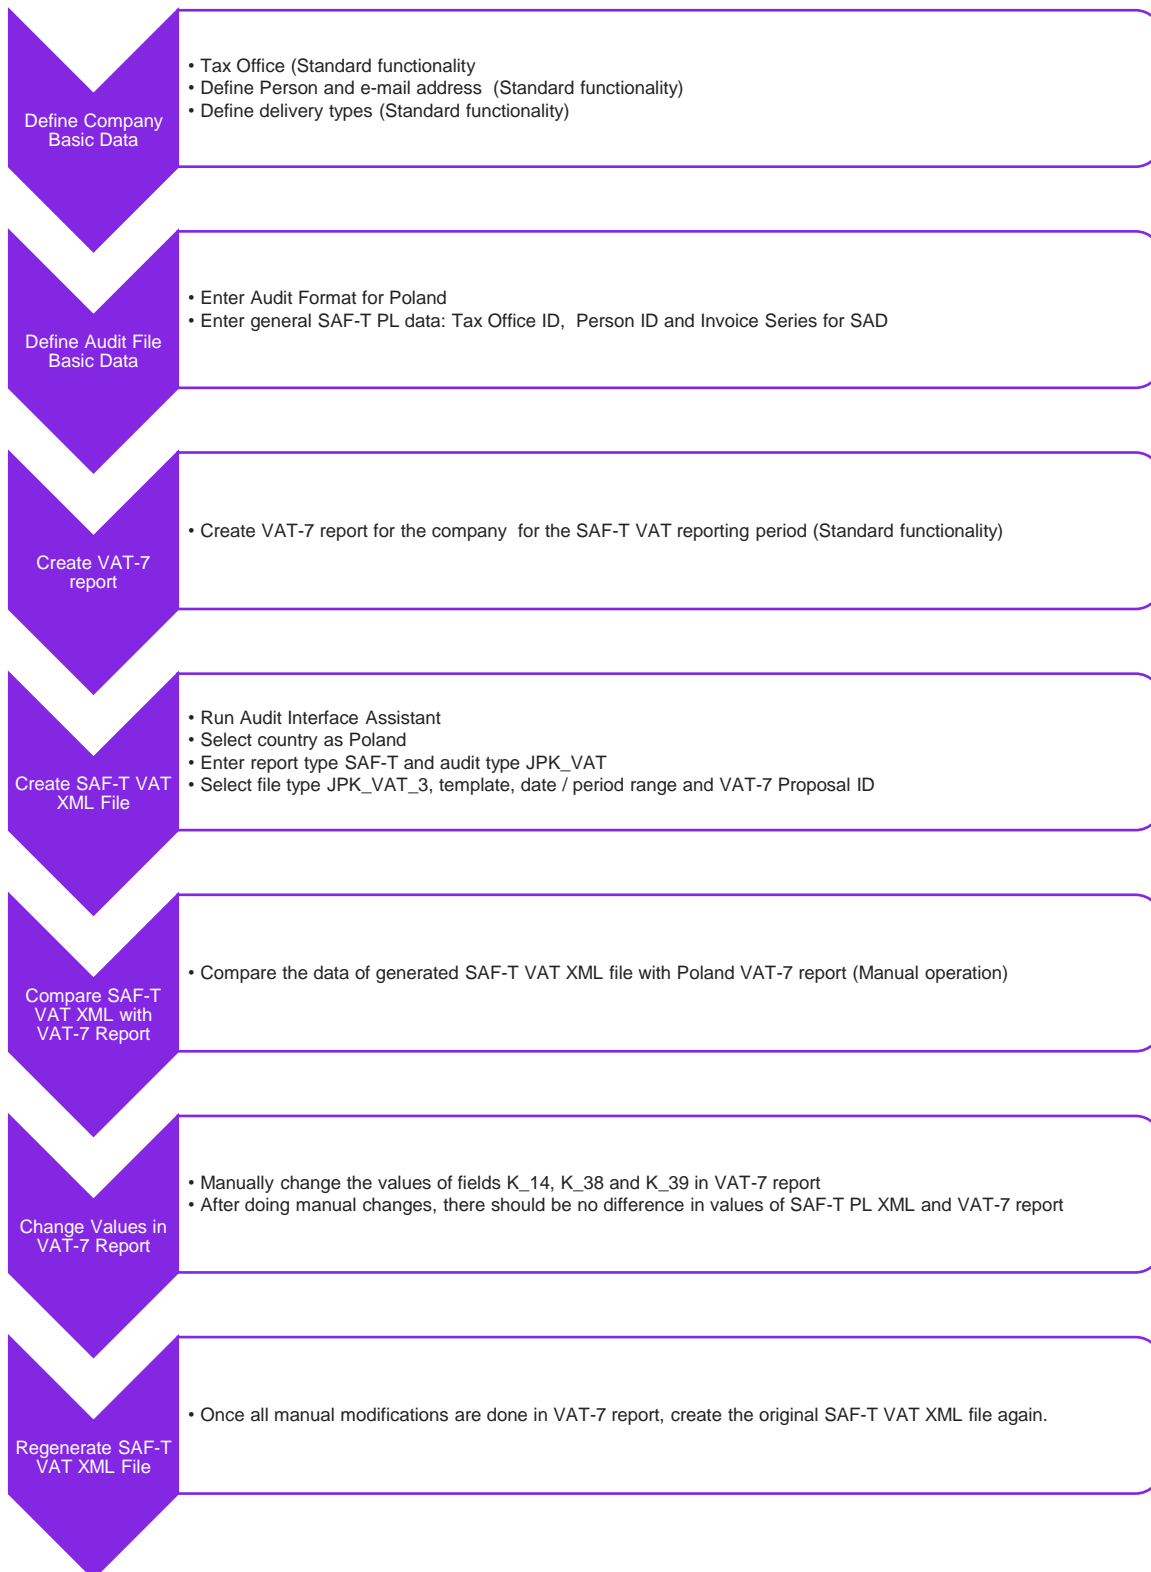 Define Company
Basic Data
• Tax Office (Standard functionality
• Define Person and e-mail address  (Standard functionality)
• Define delivery types (Standard functionality)
Define Audit File
Basic Data
• Enter Audit Format for Poland
• Enter general SAF-T PL data: Tax Office ID,  Person ID and Invoice Series for SAD
Create VAT-7
report
• Create VAT-7 report for the company  for the SAF-T VAT reporting period (Standard functionality)
Create SAF-T VAT
XML File
• Run Audit Interface Assistant
• Select country as Poland
• Enter report type SAF-T and audit type JPK_VAT
• Select file type JPK_VAT_3, template, date / period range and VAT-7 Proposal ID
Compare SAF-T
VAT XML with
VAT-7 Report
• Compare the data of generated SAF-T VAT XML file with Poland VAT-7 report (Manual operation)
Change Values in
VAT-7 Report
• Manually change the values of fields K_14, K_38 and K_39 in VAT-7 report
• After doing manual changes, there should be no difference in values of SAF-T PL XML and VAT-7 report
Regenerate SAF-T
VAT XML File
• Once all manual modifications are done in VAT-7 report, create the original SAF-T VAT XML file again.